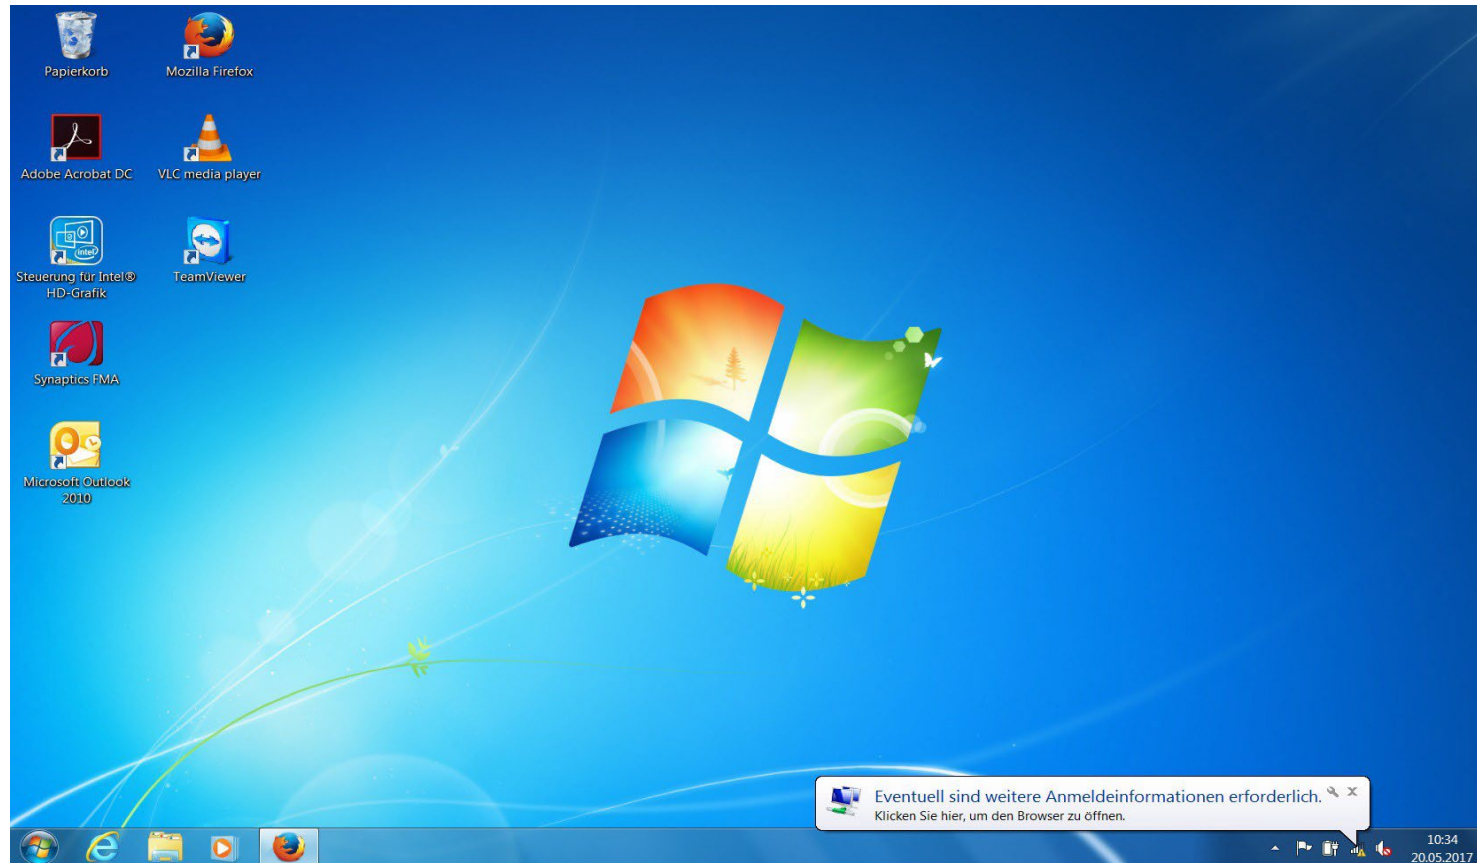 Papierkorb
Mozilla Firefox
Adobe Acrobat DC
VLC media player
intel
Steuerung für Intel®
HD-Grafik
TeamViewer
Synaptics FMA
Microsoft Outlook
2010
Eventuell sind weitere Anmeldeinformationen erforderlich.
Klicken Sie hier, um den Browser zu öffnen.
10:34
20.05.2017